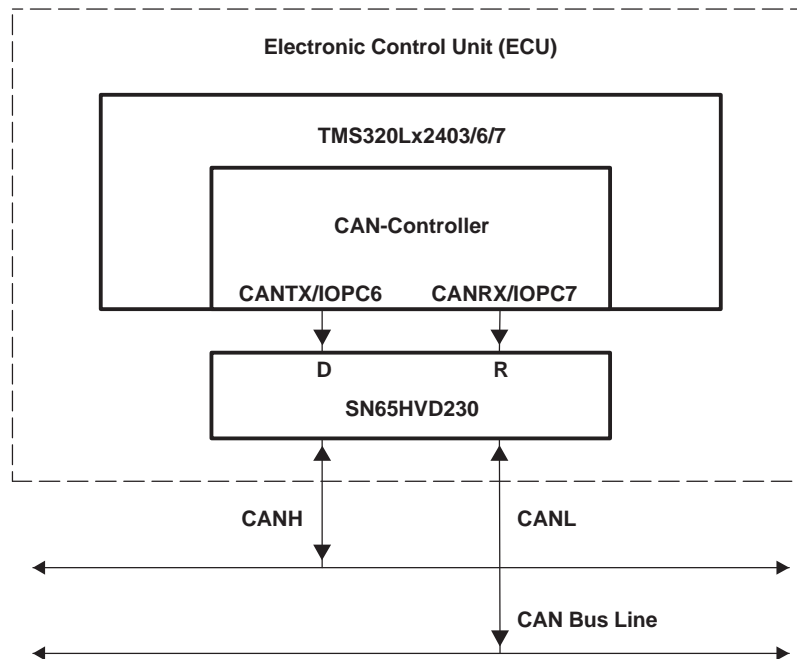 Electronic Control Unit (ECU)
TMS320Lx2403/6/7
CAN-Controller
CANTX/IOPC6 CANRX/IOPC7
D R
SN65HVD230
CANH CANL
CAN Bus Line